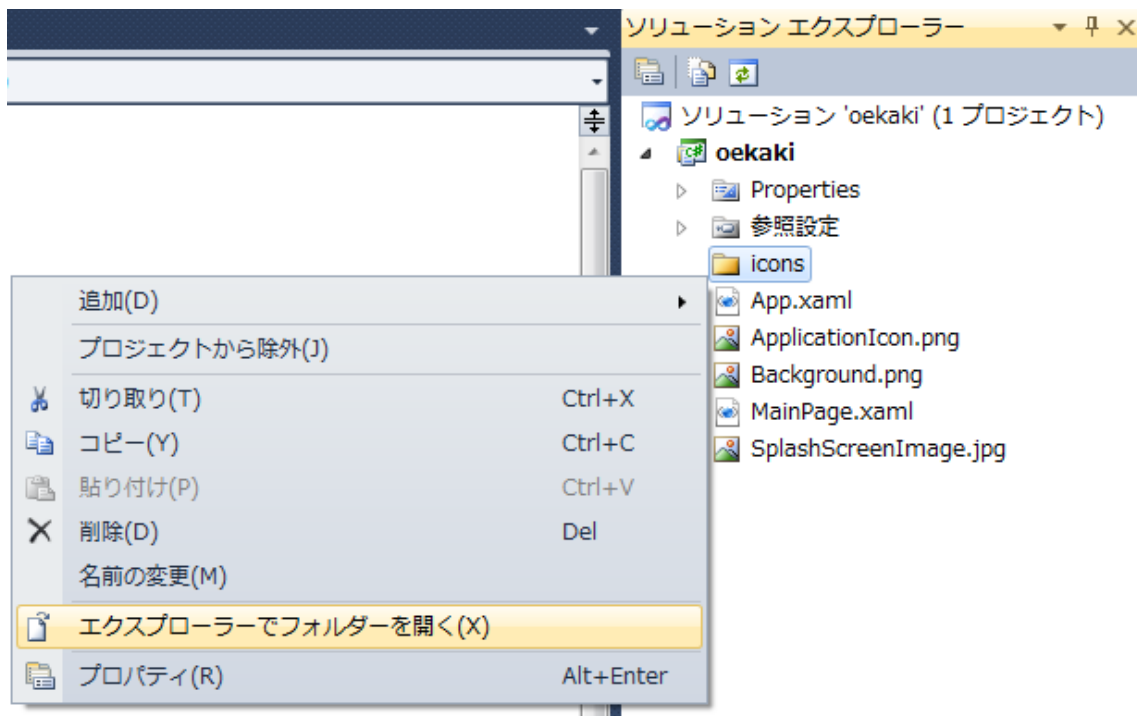 ソリューション エクスプローラー
ソリューション 'oekaki' (1 プロジェクト)
oekaki
Properties
参照設定
icons
App.xaml
ApplicationIcon.png
Background.png
MainPage.xaml
SplashScreenImage.jpg
追加(D)
プロジェクトから除外(J)
切り取り(T) Ctrl+X
コピー(Y) Ctrl+C
貼り付け(P) Ctrl+V
削除(D) Del
名前の変更(M)
エクスプローラーでフォルダーを開く(X)
プロパティ(R) Alt+Enter